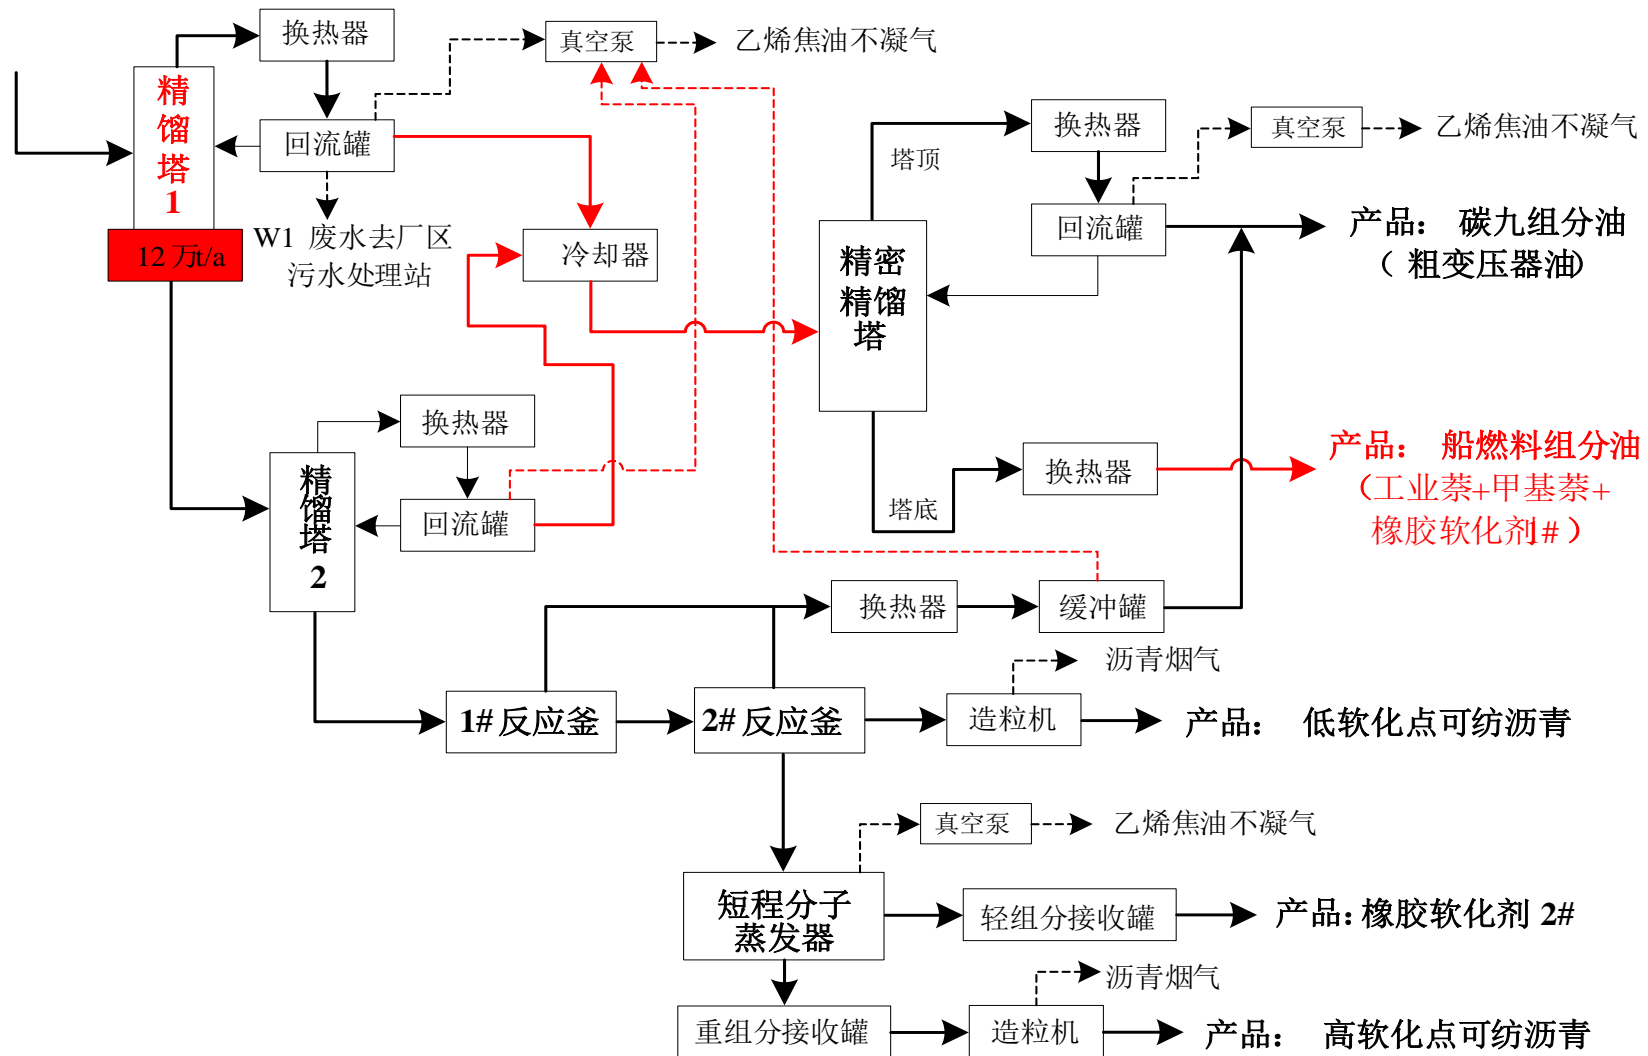 换热器
真空泵
乙烯焦油不凝气
精
馏
塔
1
回流罐
12万t/a
W1 废水去厂区
污水处理站
冷却器
塔顶
换热器
真空泵
乙烯焦油不凝气
回流罐
产品： 碳九组分油
（ 粗变压器油）
精密
精馏
塔
换热器
精
馏
塔
2
回流罐
塔底
换热器
产品： 船燃料组分油
（工业萘+甲基萘+
橡胶软化剂1#）
换热器
缓冲罐
沥青烟气
1#反应釜
2#反应釜
造粒机
产品： 低软化点可纺沥青
真空泵
乙烯焦油不凝气
短程分子
蒸发器
轻组分接收罐
产品：橡胶软化剂 2#
沥青烟气
重组分接收罐
造粒机
产品： 高软化点可纺沥青